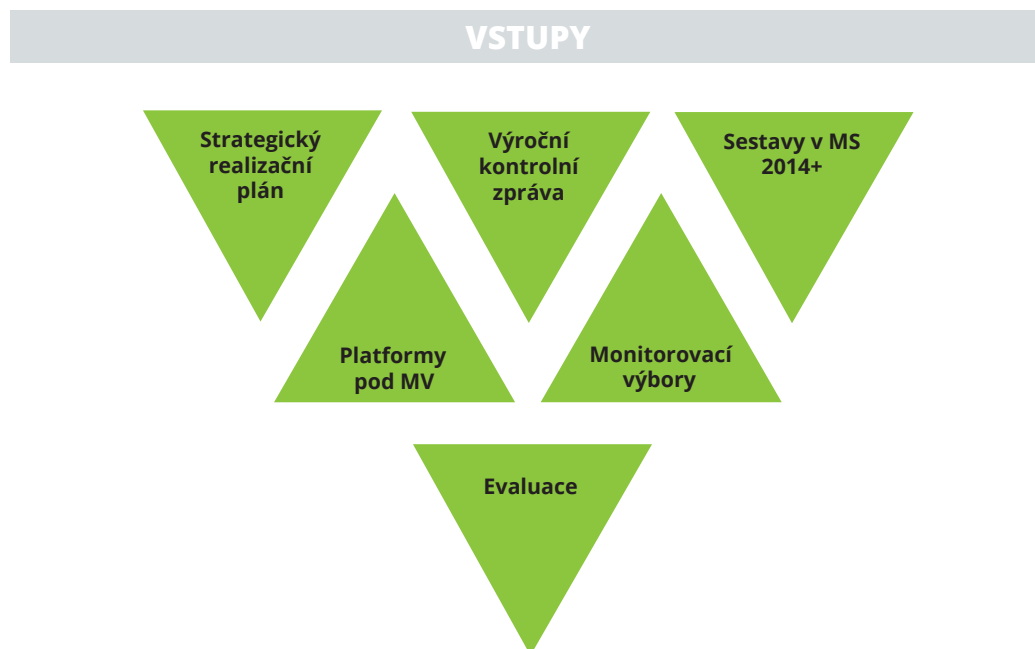 VSTUPY
Strategický
realizační
plán
Výroční
kontrolní
zpráva
Sestavy v MS
2014+
Platformy
pod MV
Monitorovací
výbory
Evaluace